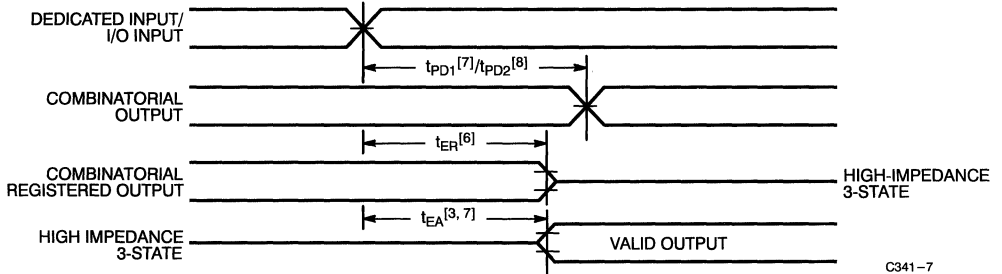 DEDICATED INPUT/
I/O INPUT
tPD1[7]/tPD2[8]
COMBINATORIAL
OUTPUT
tER[6]
COMBINATORIAL
REGISTERED OUTPUT
HIGH-IMPEDANCE
3-STATE
tEA[3, 7]
HIGH IMPEDANCE
3-STATE
VALID OUTPUT
C341-7